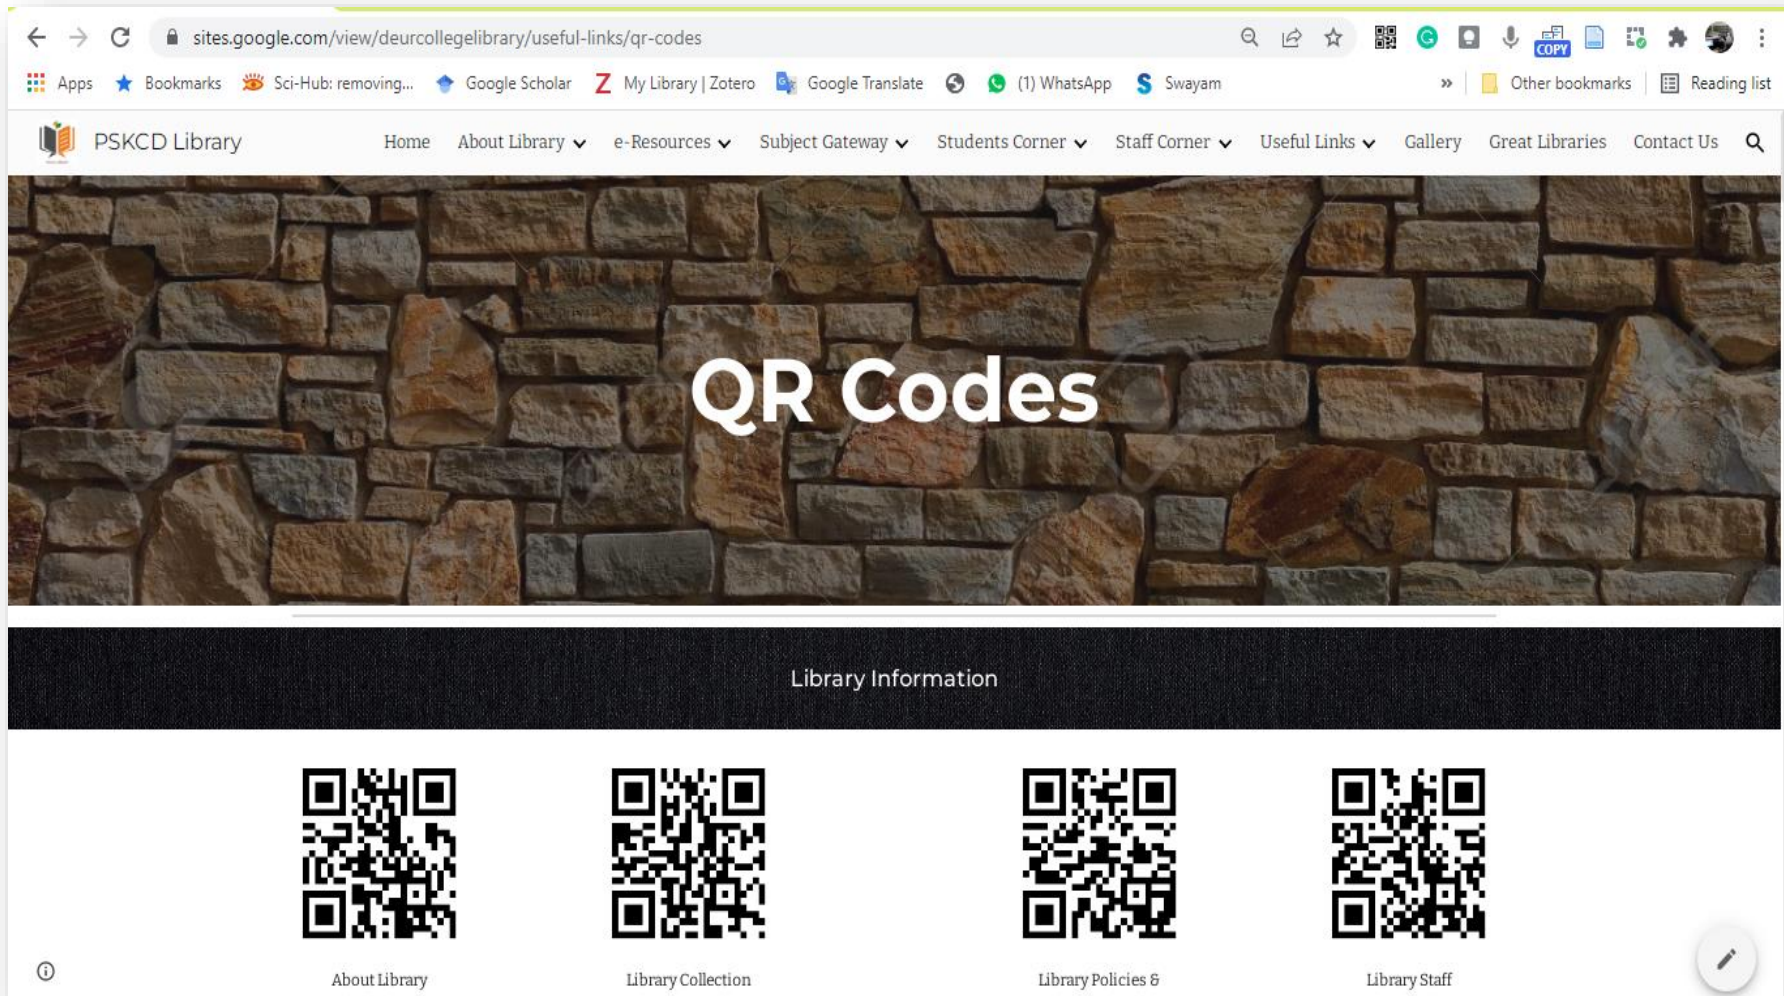 sites.google.com/view/deurcollegelibrary/useful-links/qr-codes
COPY
Apps Bookmarks Sci-Hub: removing... Google Scholar My Library | Zotero Google Translate (1) WhatsApp Swayam » Other bookmarks Reading list
PSKCD Library Home About Library e-Resources Subject Gateway Students Corner Staff Corner Useful Links Gallery Great Libraries Contact Us
QR Codes
Library Information
About Library Library Collection Library Policies & Library Staff